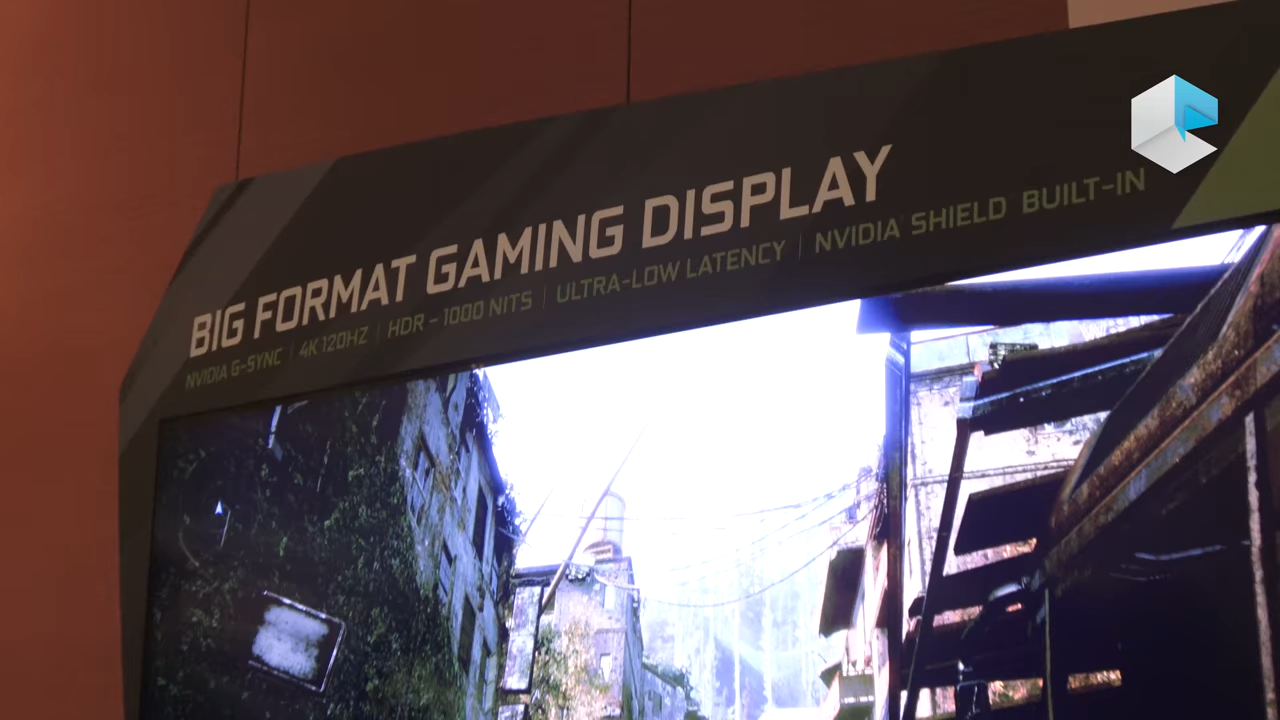 BIG FORMAT GAMING DISPLAY
NVIDIA G-SYNC | 4K 120HZ | HDR - 1000 NITS | ULTRA-LOW LATENCY | NVIDIA SHIELD BUILT-IN